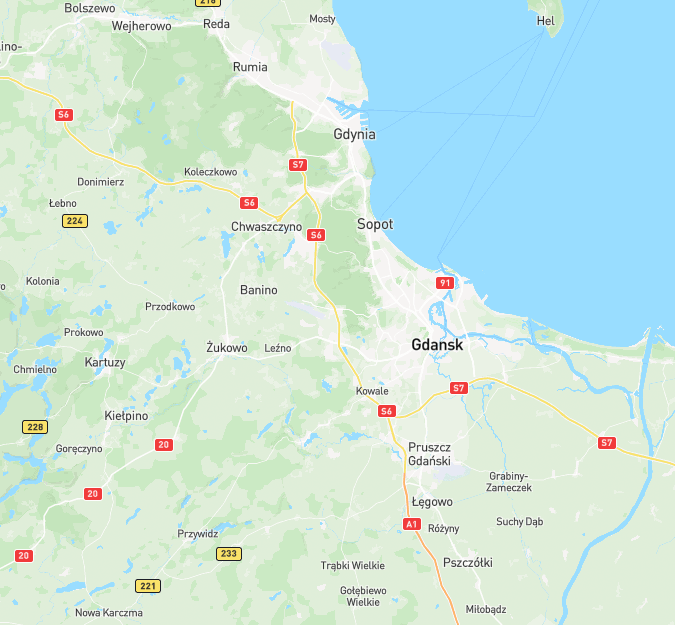 218
Bolszewo
Mosty
Hel
Wejherowo
Reda
lino-
Rumia
S6
Gdynia
S7
Koleczkowo
Donimierz
Łebno
S6
224
Chwaszczyno
S6
Sopot
Kolonia
Banino
91
Przodkowo
Prokowo
Żukowo
Leźno
Gdansk
Kartuzy
Chmielno
S7
Kowale
Kiełpino
S6
228
Goręczyno
20
S7
Pruszcz
Gdański
Grabiny-
Zameczek
20
Łęgowo
Suchy Dąb
A1
Różyny
Przywidz
20
233
Trąbki Wielkie
Pszczółki
221
Gołębiewo
Wielkie
Nowa Karczma
Miłobądz